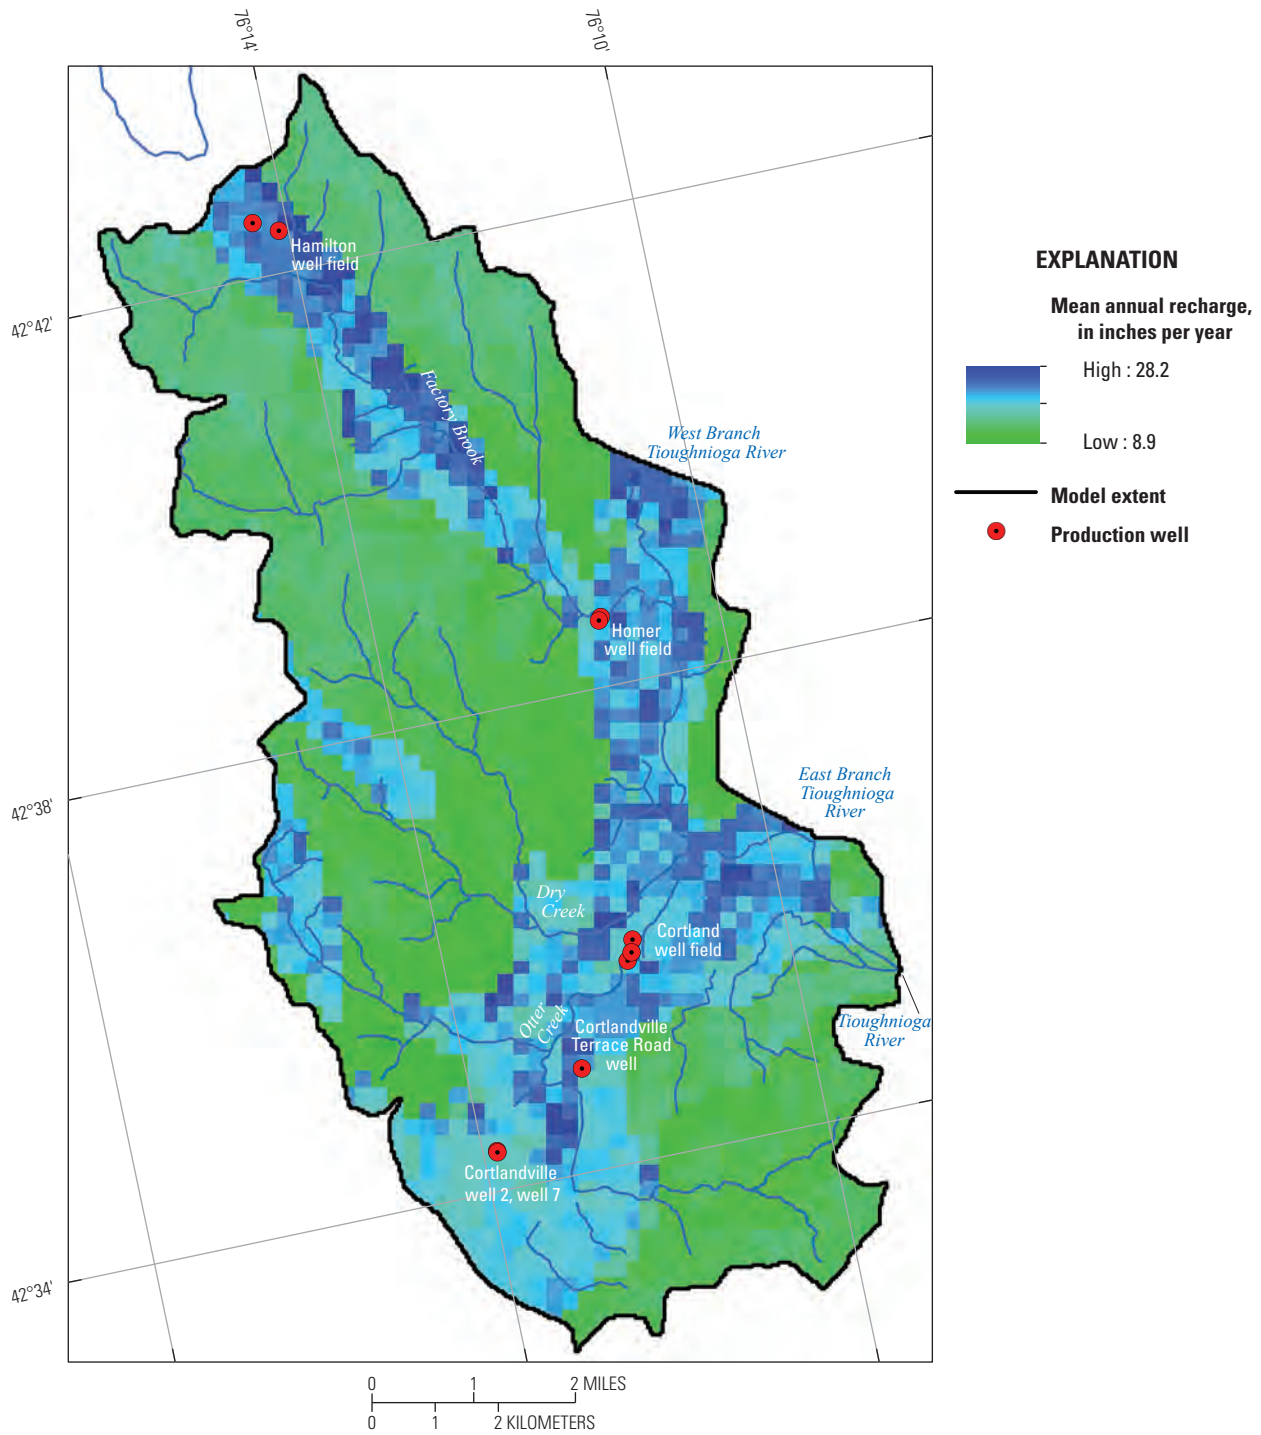 76°14'
76°10'
42°42'
42°38'
42°34'
Hamilton
well field
Factory Brook
West Branch
Tioughnioga River
Homer
well field
East Branch
Tioughnioga
River
Dry
Creek
Cortland
well field
Otter
Creek
Cortlandville
Terrace Road
well
Tioughnioga
River
Cortlandville
well 2, well 7
EXPLANATION
Mean annual recharge,
in inches per year
High : 28.2
Low : 8.9
Model extent
Production well
0 1 2 MILES
0 1 2 KILOMETERS